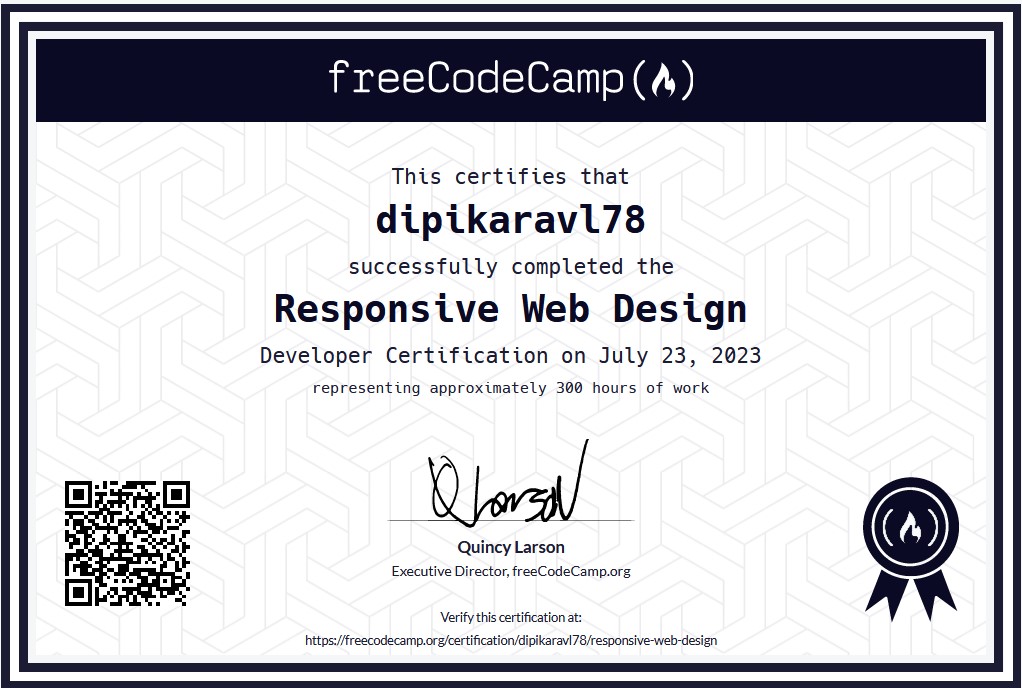 freeCodeCamp
This certifies that
dipikaravl78
successfully completed the
Responsive Web Design
Developer Certification on July 23, 2023
representing approximately 300 hours of work
Quincy Larson
Executive Director, freeCodeCamp.org
Verify this certification at:
https://freecodecamp.org/certification/dipikaravl78/responsive-web-design